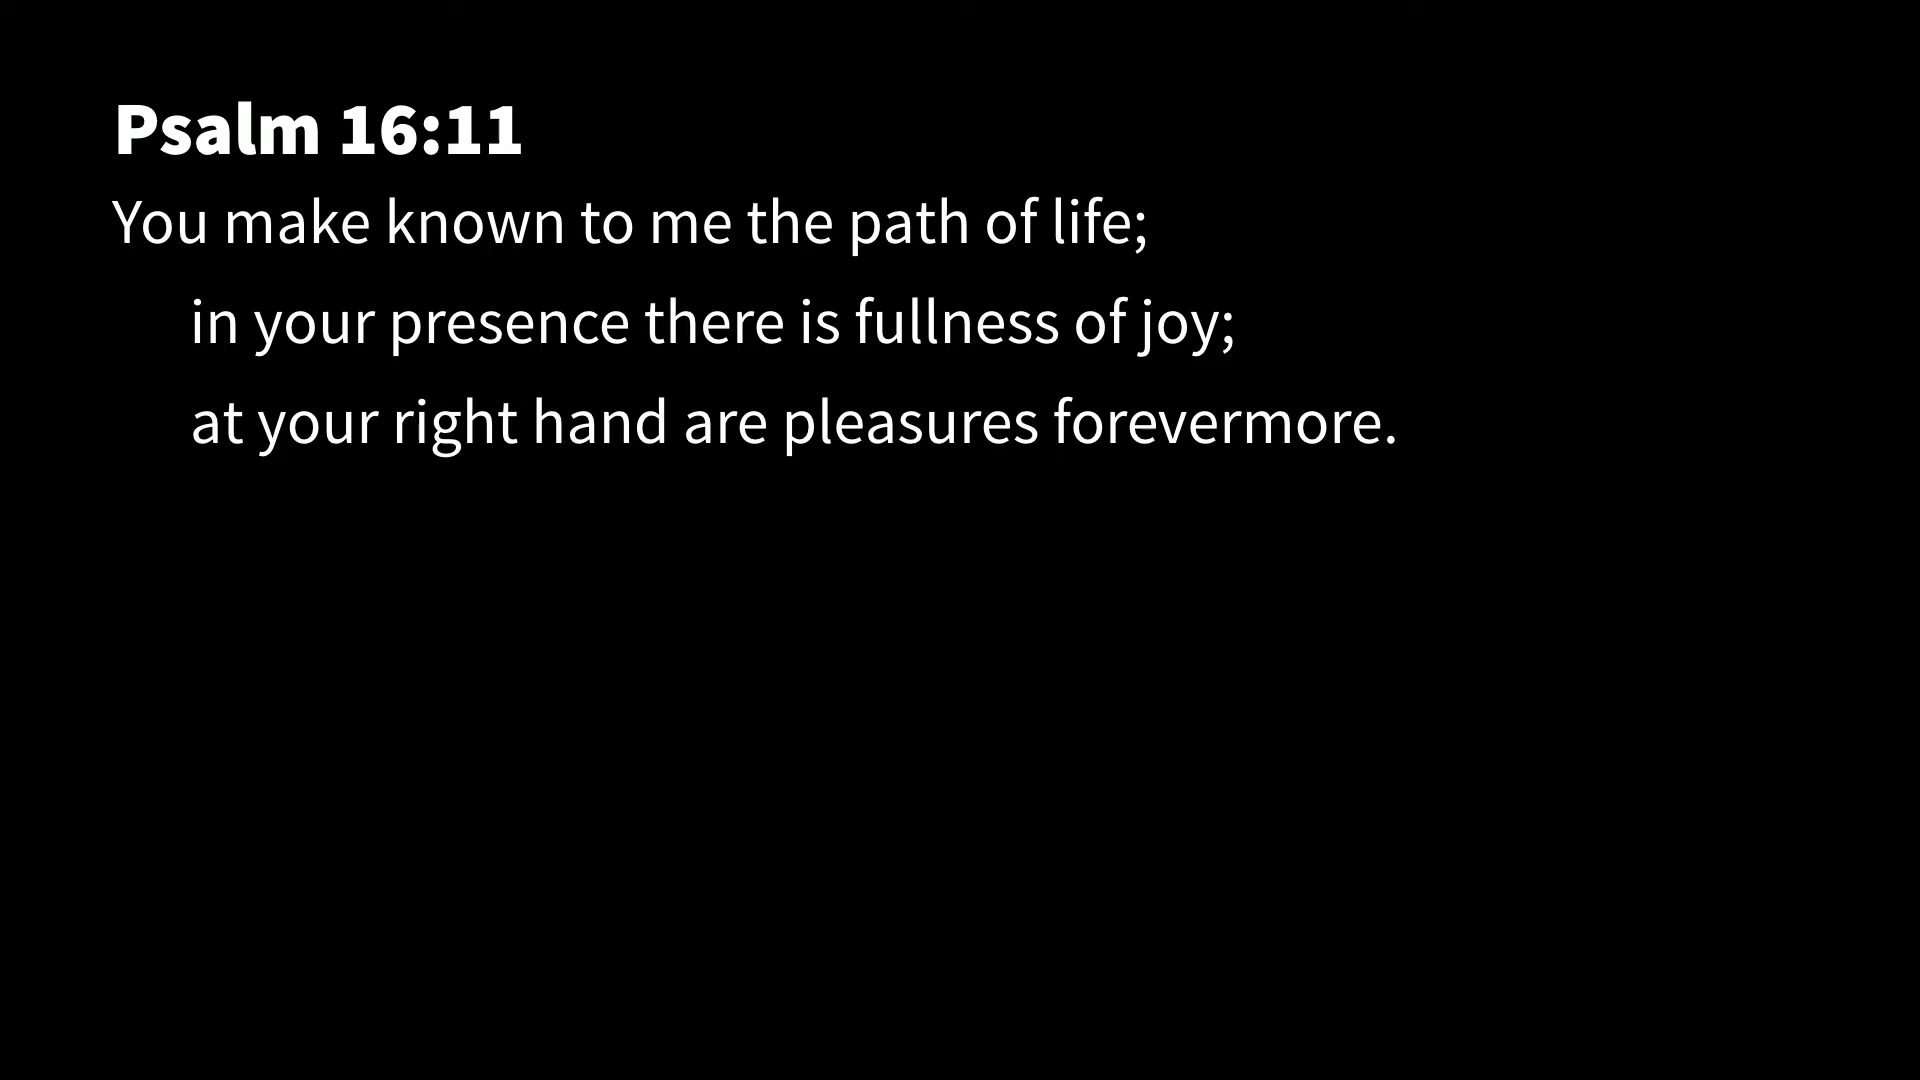 Psalm 16:11
You make known to me the path of life;
in your presence there is fullness of joy;
at your right hand are pleasures forevermore.